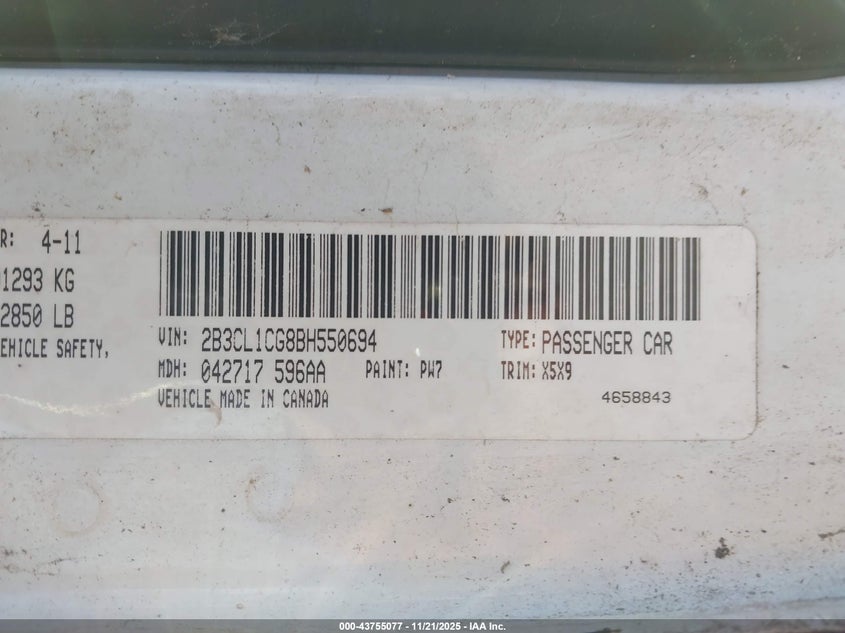 R: 4-11
1293 KG
2850 LB
EHICLE SAFETY,
VIN: 2B3CL1CG8BH550694 TYPE: PASSENGER CAR
MDH: 042717 596AA PAINT: PW7 TRIM: X5X9
VEHICLE MADE IN CANADA 4658843
000-43755077 - 11/21/2025 - IAA Inc.